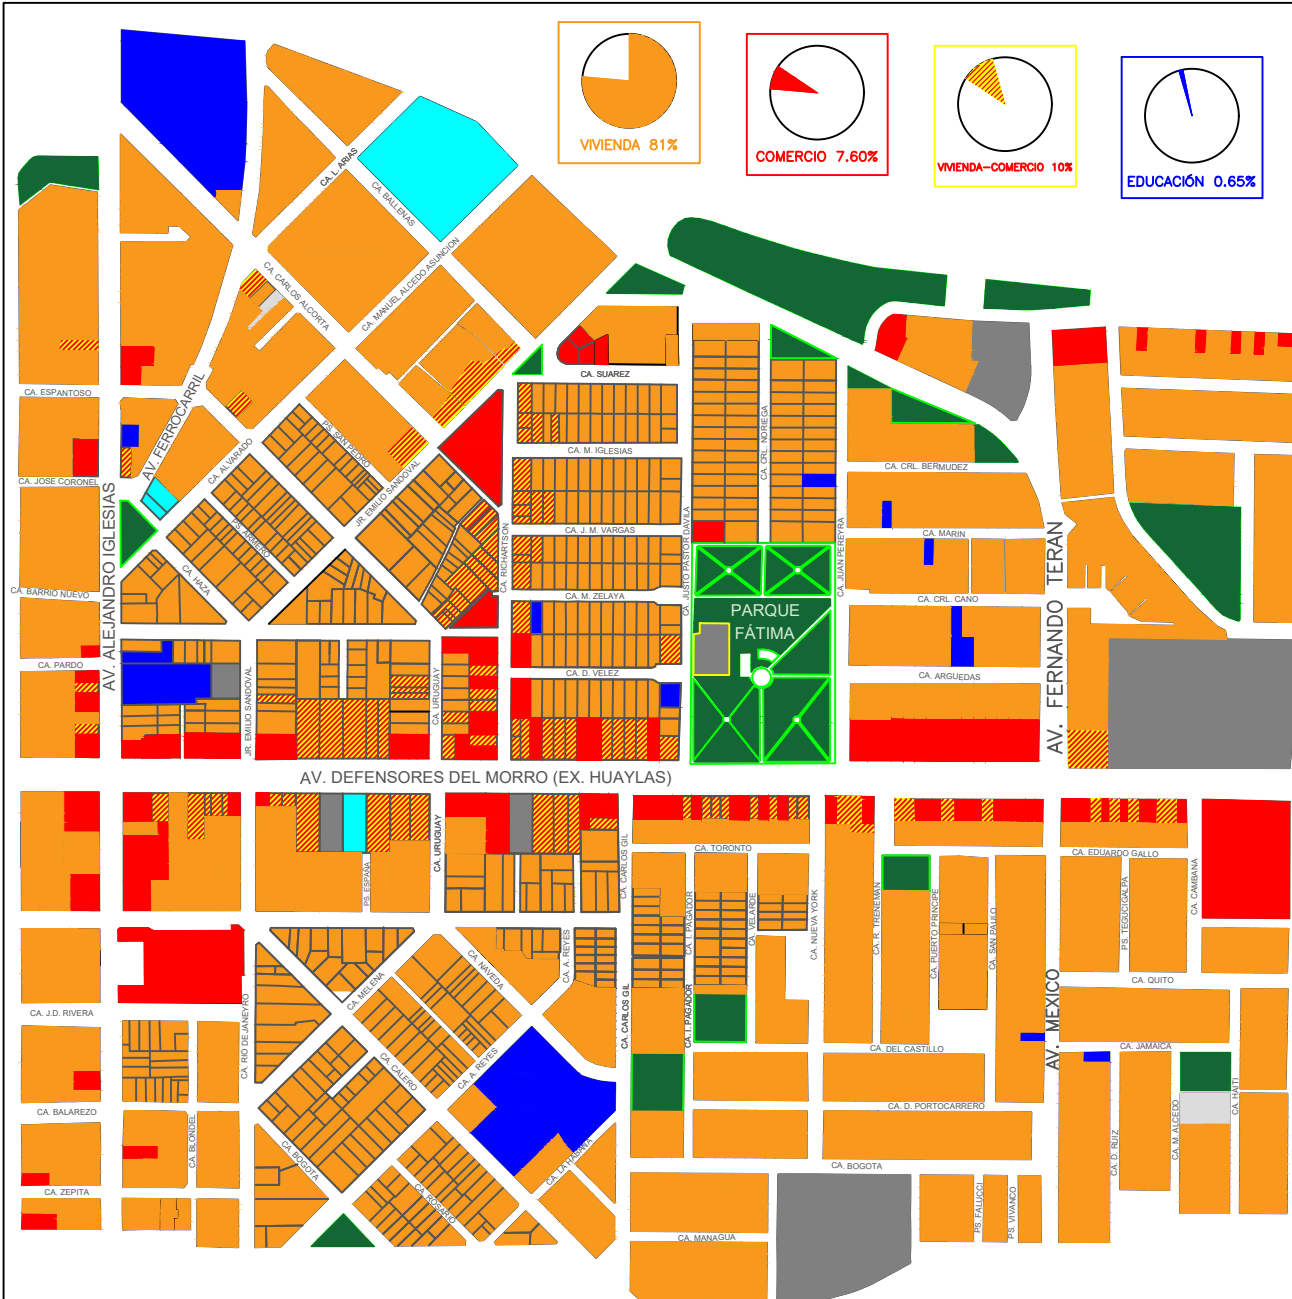 VIVIENDA 81%
COMERCIO 7.60%
VIVIENDA-COMERCIO 10%
EDUCACIÓN 0.65%
CA. L. ARIAS
CA. BALLENAS
CA. MANUEL ALCEDO ASUNCION
CA. CARLOS ALCORTA
CA. SUAREZ
CA. ESPANTOSO
AV. FERROCARRIL
PS. SAN PEDRO
CA. CRL. NORIEGA
CA. ALVARADO
CA. M. IGLESIAS
CA. JOSE CORONEL
JR. EMILIO SANDOVAL
CA. CRL. BERMUDEZ
AV. ALEJANDRO IGLESIAS
PS. ARMERO
CA. RICHARTSON
CA. J. M. VARGAS
CA. JUSTO PASTOR DAVILA
CA. JUAN PEREYRA
CA. MARIN
AV. FERNANDO TERAN
CA. HAZA
CA. BARRIO NUEVO
CA. M. ZELAYA
CA. CRL. CANO
PARQUE
FÁTIMA
CA. PARDO
JR. EMILIO SANDOVAL
CA. URUGUAY
CA. D. VELEZ
CA. ARGUEDAS
AV. DEFENSORES DEL MORRO (EX. HUAYLAS)
CA. URUGUAY
PS. ESPAÑA
CA. CARLOS GIL
CA. TORONTO
CA. EDUARDO GALLO
CA. I. PAGADOR
CA. VELARDE
CA. NUEVA YORK
CA. R. TRENEMAN
CA. PUERTO PRINCIPE
CA. SAN PAULO
PS. TEGUCIGALPA
CA. CAMBANA
CA. NAVEDA
CA. A. REYES
CA. MELENA
CA. QUITO
CA. J.D. RIVERA
CA. RIO DE JANEYRO
CA. CARLOS GIL
CA. I. PAGADOR
AV. MEXICO
CA. CALERO
CA. A. REYES
CA. DEL CASTILLO
CA. JAMAICA
CA. HAITI
CA. BALAREZO
CA. D. PORTOCARRERO
CA. BLONDEL
CA. BOGOTA
CA. LA HABANA
CA. BOGOTA
CA. D. RUIZ
CA. M. ALCEDO
CA. ZEPITA
CA. ROSARIO
PS. FALUCCI
PS. VIVANCO
CA. MANAGUA